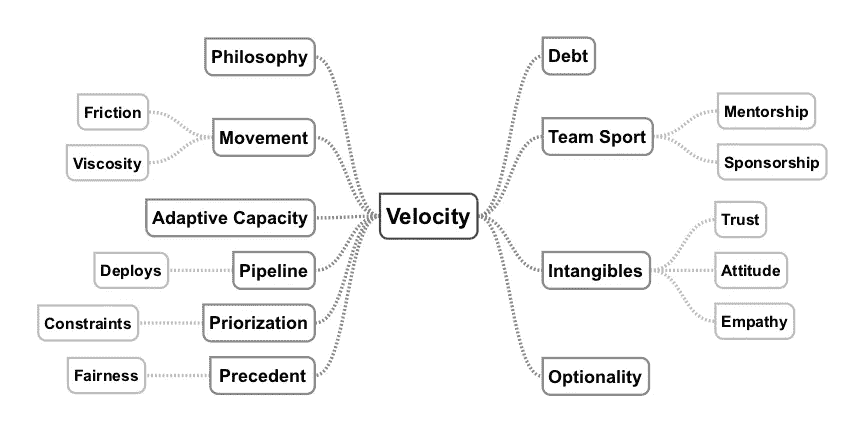 Philosophy
Friction
Movement
Viscosity
Adaptive Capacity
Deploys
Pipeline
Constraints
Priorization
Fairness
Precedent
Velocity
Debt
Team Sport
Mentorship
Sponsorship
Intangibles
Trust
Attitude
Empathy
Optionality